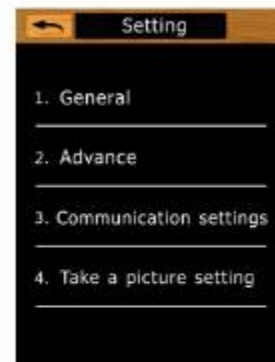 Setting
1. General
2. Advance
3. Communication settings
4. Take a picture setting